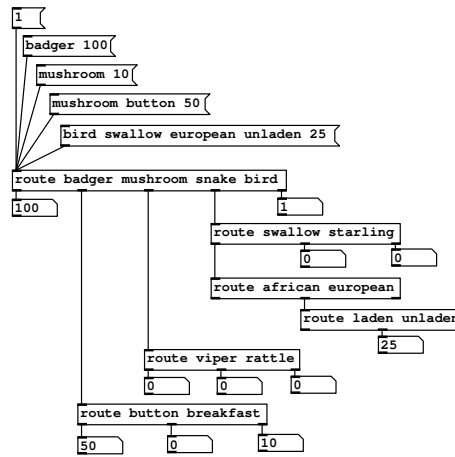 1
badger 100
mushroom 10
mushroom button 50
bird swallow european unladen 25
route badger mushroom snake bird
100 1
route swallow starling
0 0
route african european
route laden unladen
25
route viper rattle
0 0 0
route button breakfast
50 0 10